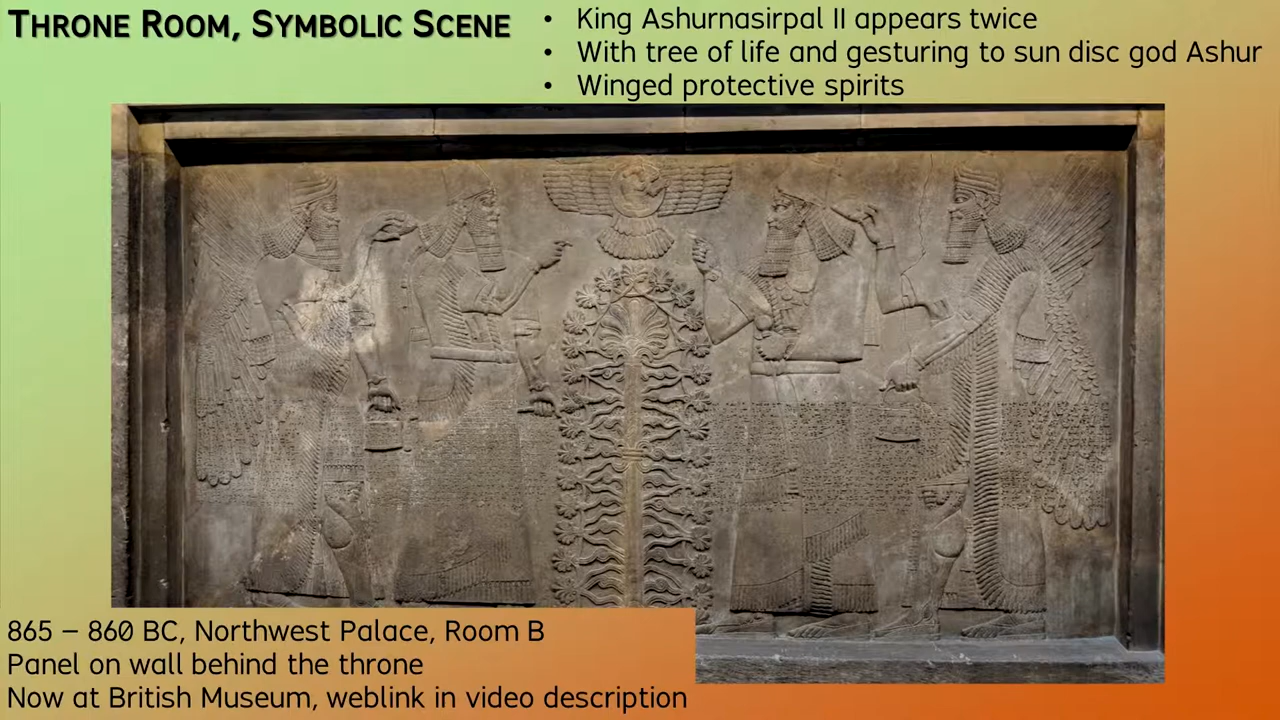 THRONE ROOM, SYMBOLIC SCENE
• King Ashurnasirpal II appears twice
• With tree of life and gesturing to sun disc god Ashur
• Winged protective spirits
865 – 860 BC, Northwest Palace, Room B
Panel on wall behind the throne
Now at British Museum, weblink in video description